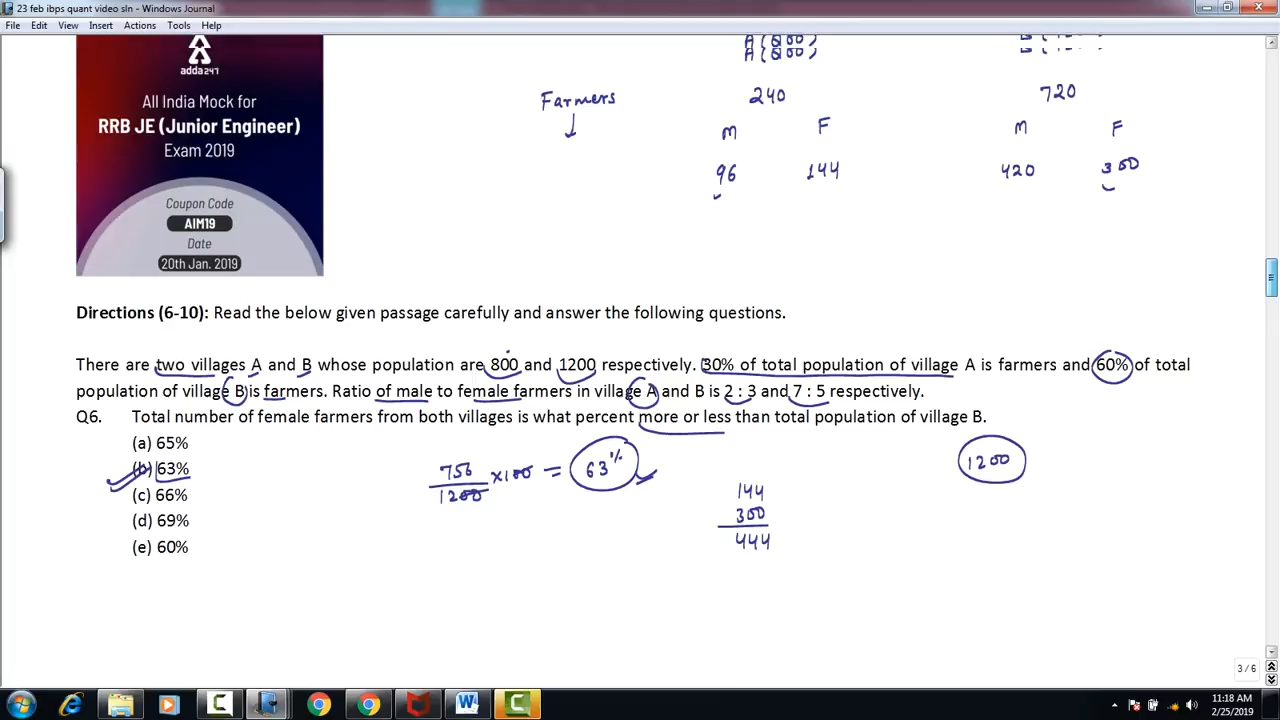 23 feb ibps quant video sln - Windows Journal
File Edit View Insert Actions Tools Help
adda247
All India Mock for
RRB JE (Junior Engineer)
Exam 2019
Coupon Code
AIM19
Date
20th Jan. 2019
Farmers 240 720
M F M F
96 144 420 300
Directions (6-10): Read the below given passage carefully and answer the following questions.
There are two villages A and B whose population are 800 and 1200 respectively. 30% of total population of village A is farmers and 60% of total
population of village B is farmers. Ratio of male to female farmers in village A and B is 2 : 3 and 7 : 5 respectively.
Q6. Total number of female farmers from both villages is what percent more or less than total population of village B.
(a) 65%
(b) 63%
(c) 66%
(d) 69%
(e) 60%
756
1200
×100 = 63%
144
300
444
1200
3 / 6
11:18 AM
2/25/2019